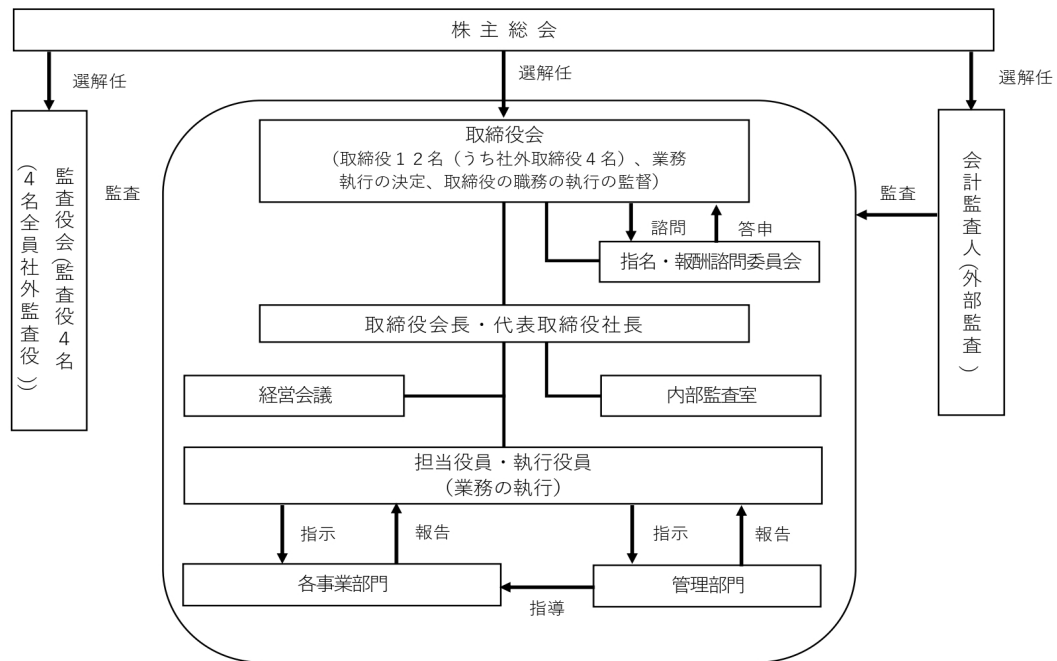 株主総会
選解任
選解任
選解任
取締役会
（取締役１２名（うち社外取締役４名）、業務
執行の決定、取締役の職務の執行の監督）
監査役会(監査役４名
(４名全員社外監査役))
監査
会計監査人(外部監査)
監査
諮問
答申
指名・報酬諮問委員会
取締役会長・代表取締役社長
経営会議
内部監査室
担当役員・執行役員
（業務の執行）
指示
報告
指示
報告
各事業部門
管理部門
指導